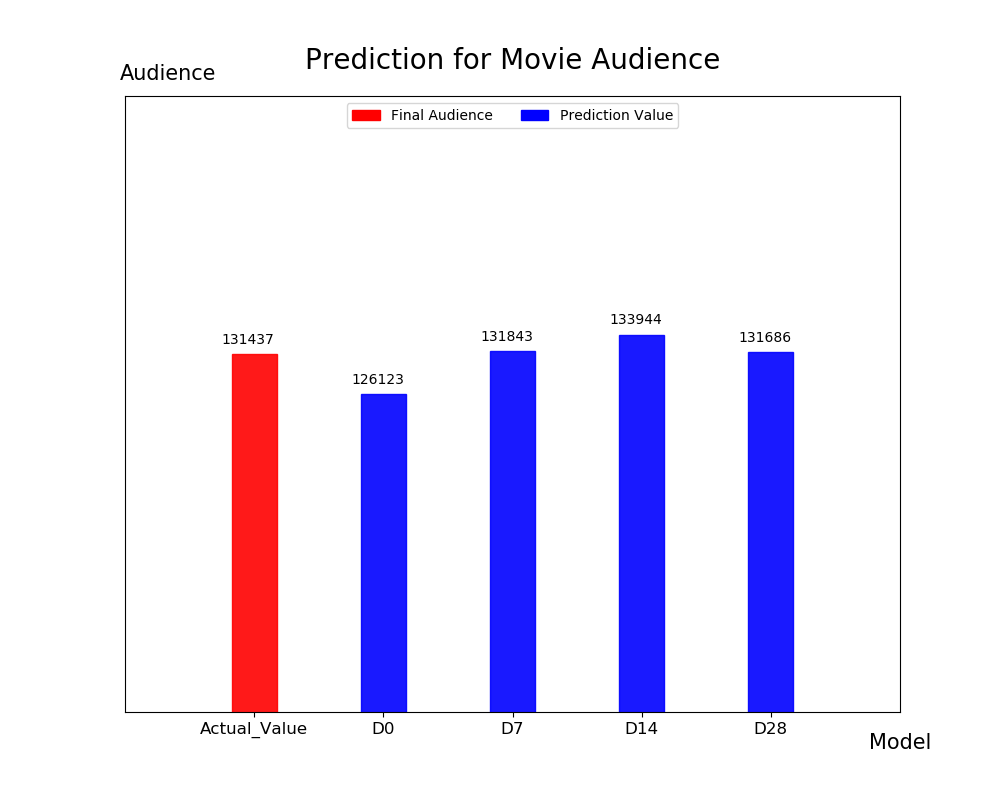 Prediction for Movie Audience
Audience
Final Audience
Prediction Value
131437
126123
131843
133944
131686
Actual_Value
D0
D7
D14
D28
Model